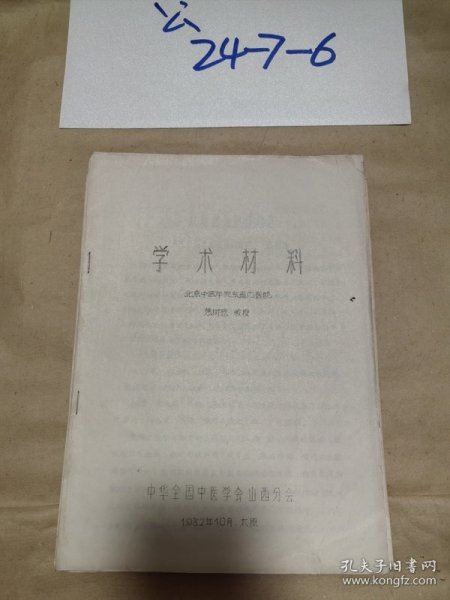 公
24-7-6
学术材料
北京中医学院东直门医院
教授
中华全国中医学会山西分会
1982年10月.太原
孔夫子旧书网
www.kongfz.com